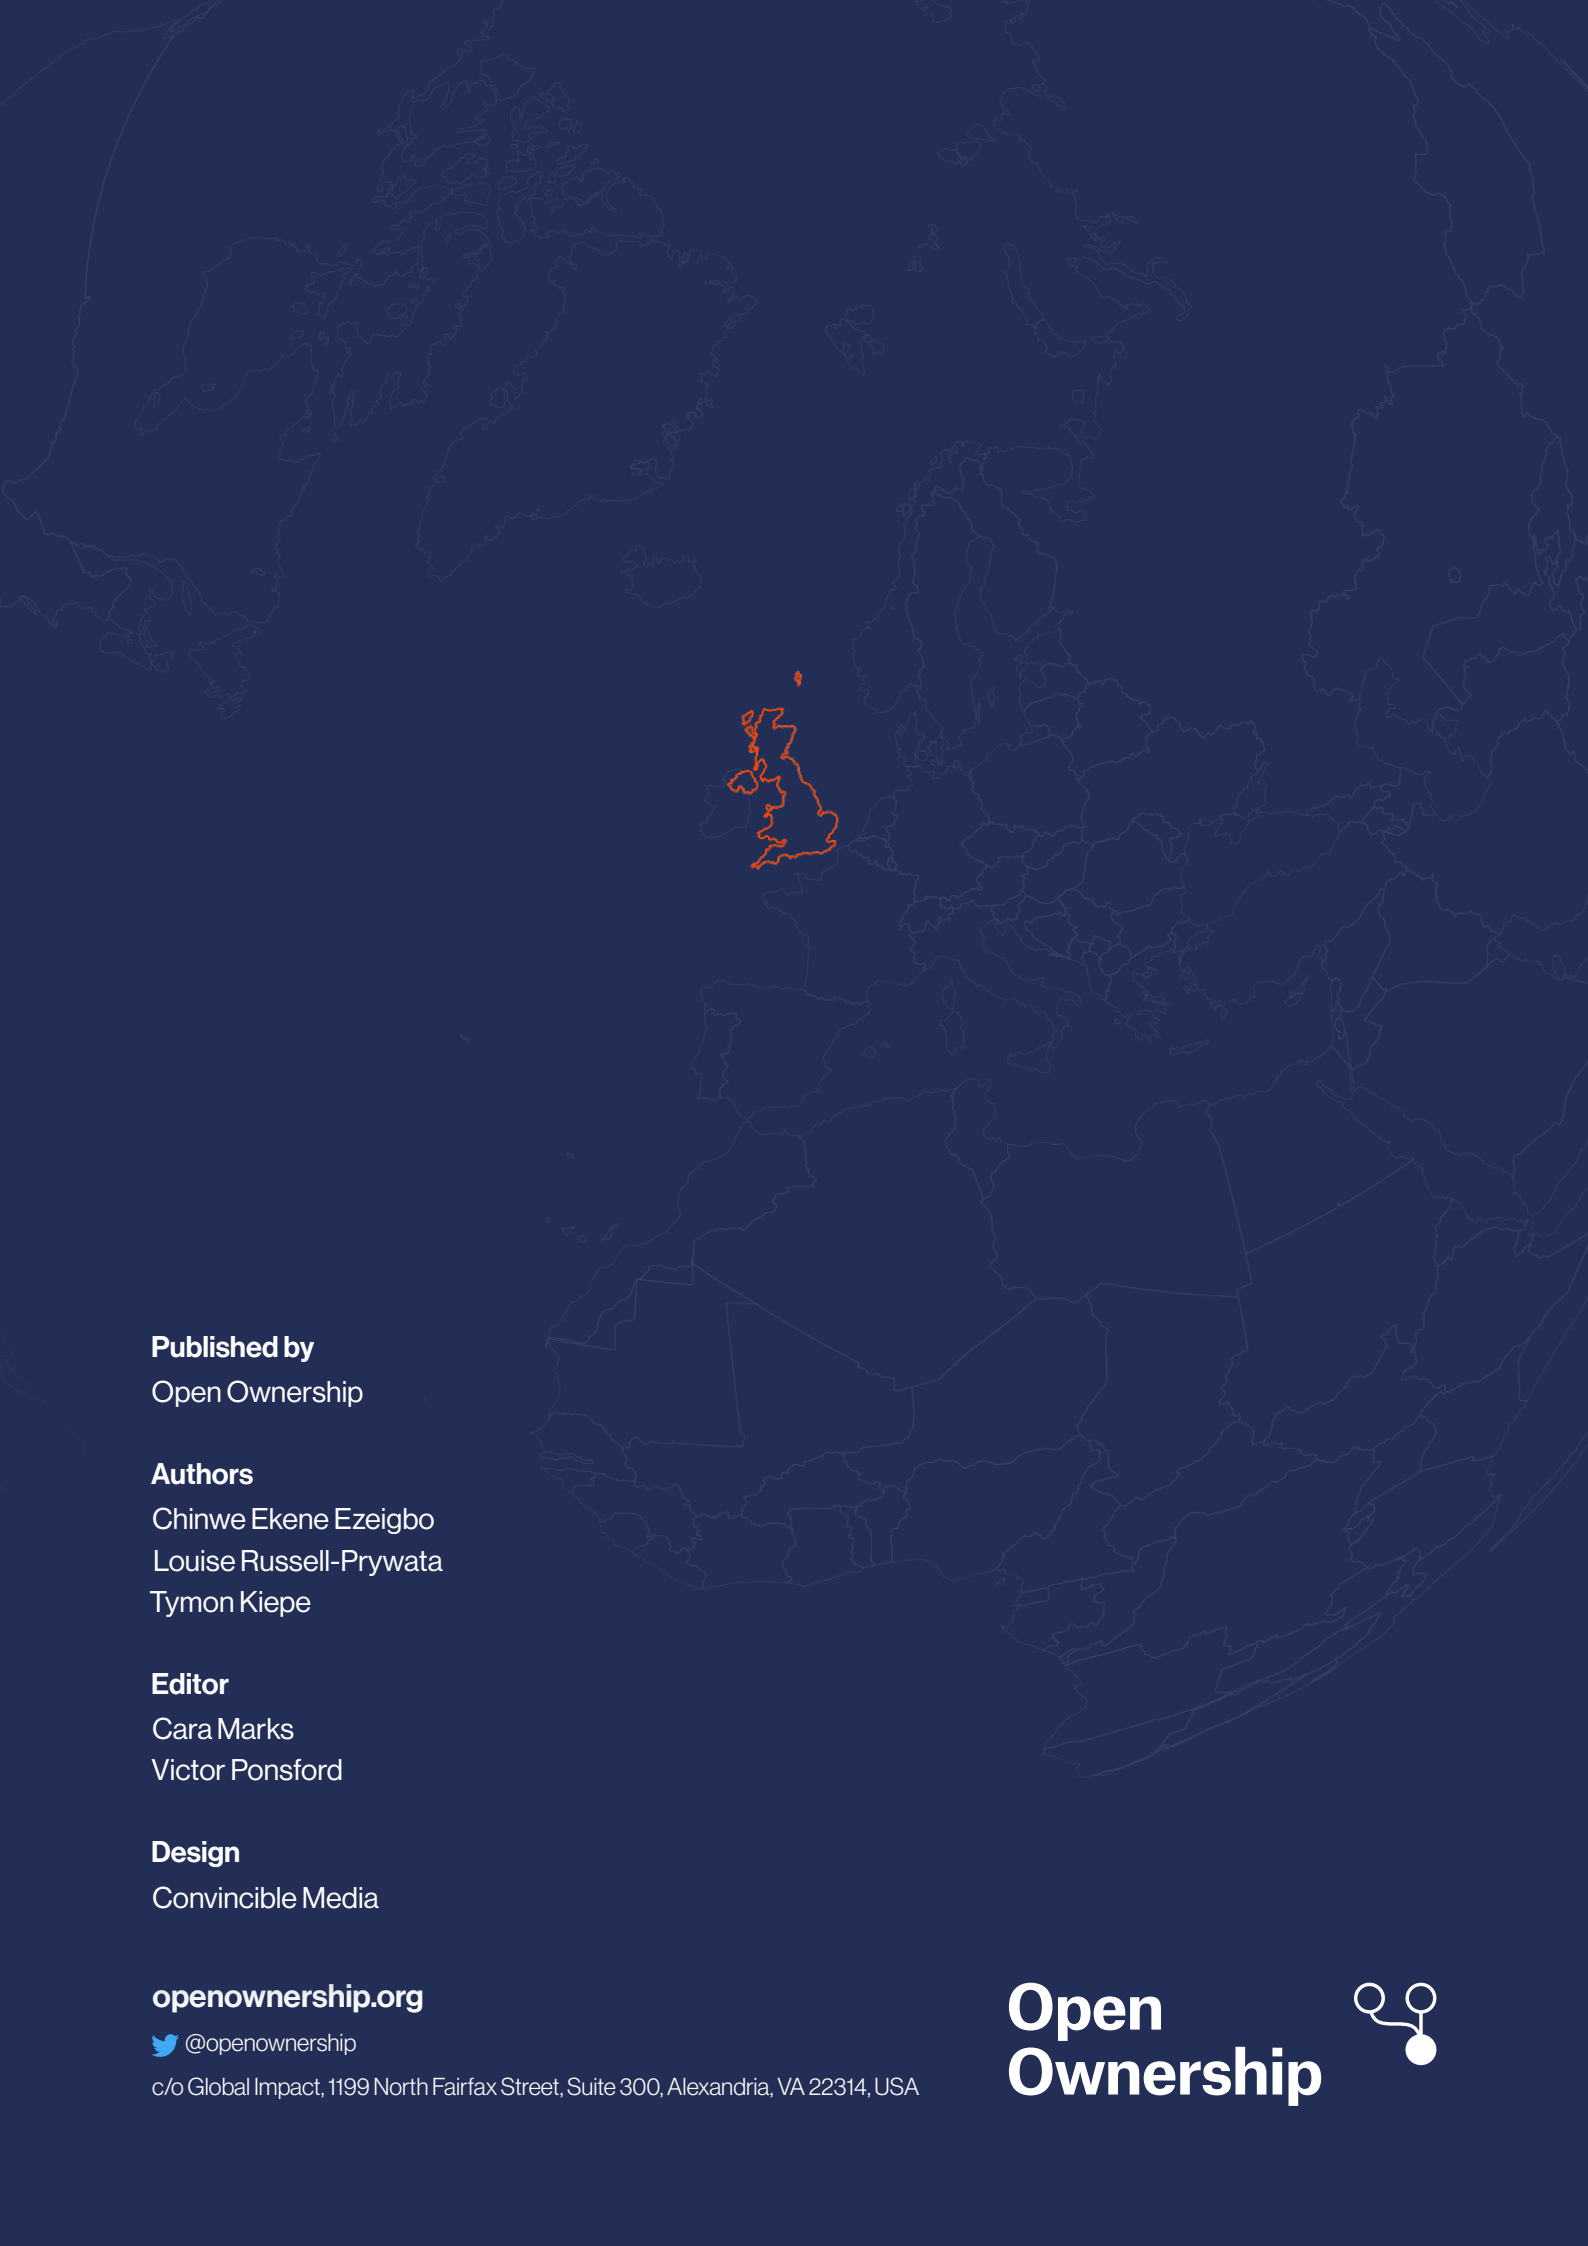 Published by
Open Ownership
Authors
Chinwe Ekene Ezeigbo
Louise Russell-Prywata
Tymon Kiepe
Editor
Cara Marks
Victor Ponsford
Design
Convincible Media
openownership.org
@openownership
c/o Global Impact, 1199 North Fairfax Street, Suite 300, Alexandria, VA 22314, USA
Open
Ownership